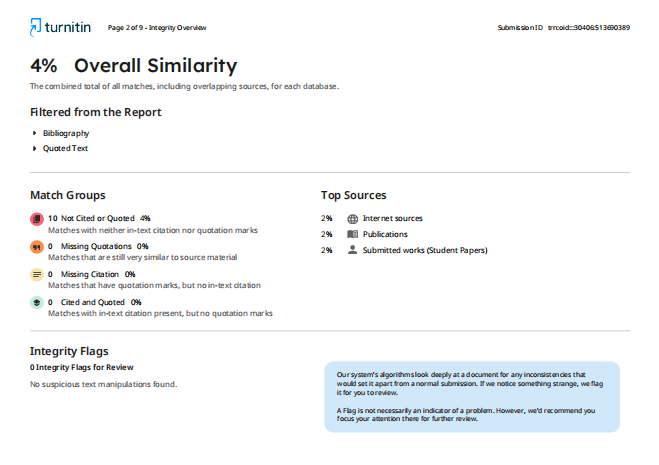 turnitin
Page 2 of 9 - Integrity Overview
Submission ID trn:oid:::30406:513690389
4% Overall Similarity
The combined total of all matches, including overlapping sources, for each database.
Filtered from the Report
Bibliography
Quoted Text
Match Groups
10 Not Cited or Quoted 4%
Matches with neither in-text citation nor quotation marks
0 Missing Quotations 0%
Matches that are still very similar to source material
0 Missing Citation 0%
Matches that have quotation marks, but no in-text citation
0 Cited and Quoted 0%
Matches with in-text citation present, but no quotation marks
Top Sources
2% Internet sources
2% Publications
2% Submitted works (Student Papers)
Integrity Flags
0 Integrity Flags for Review
No suspicious text manipulations found.
Our system's algorithms look deeply at a document for any inconsistencies that
would set it apart from a normal submission. If we notice something strange, we flag
it for you to review.
A Flag is not necessarily an indicator of a problem. However, we'd recommend you
focus your attention there for further review.